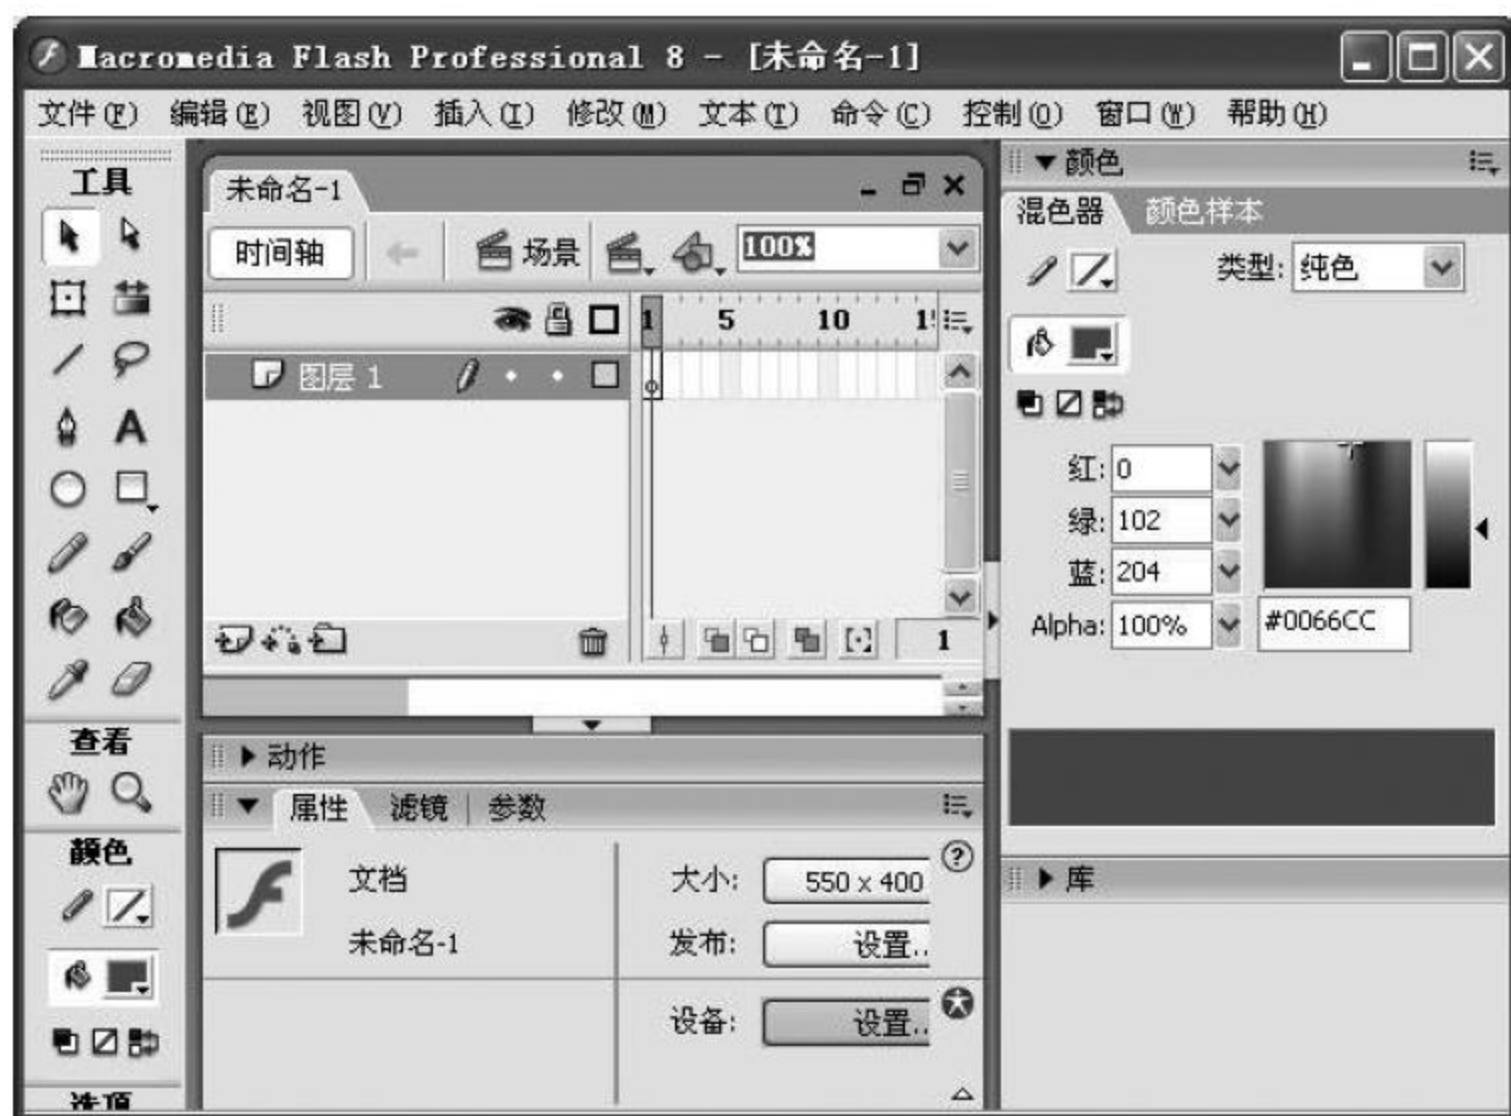 Macromedia Flash Professional 8 - [未命名-1]
文件(F) 编辑(E) 视图(V) 插入(I) 修改(M) 文本(T) 命令(C) 控制(O) 窗口(W) 帮助(H)
工具
未命名-1
时间轴
场景
100%
1 5 10 15
图层 1
1
查看
颜色
选项
动作
属性 滤镜 参数
文档
未命名-1
大小: 550 x 400
发布: 设置..
设备: 设置..
颜色
混色器 颜色样本
类型: 纯色
红: 0
绿: 102
蓝: 204
Alpha: 100% #0066CC
库